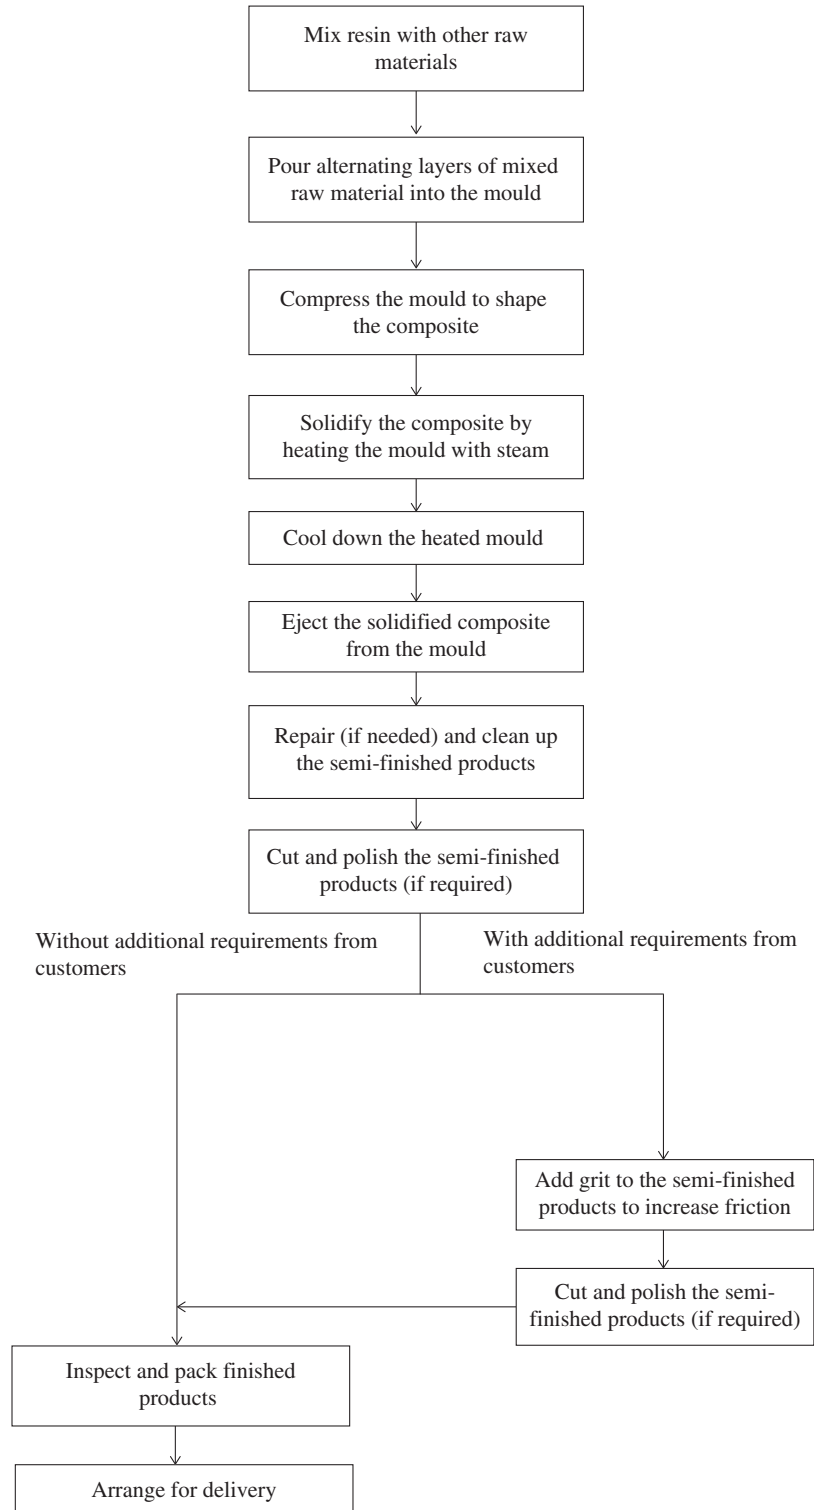 Mix resin with other raw
materials
Pour alternating layers of mixed
raw material into the mould
Compress the mould to shape
the composite
Solidify the composite by
heating the mould with steam
Cool down the heated mould
Eject the solidified composite
from the mould
Repair (if needed) and clean up
the semi-finished products
Cut and polish the semi-finished
products (if required)
Without additional requirements from
customers
With additional requirements from
customers
Add grit to the semi-finished
products to increase friction
Cut and polish the semi-
finished products (if required)
Inspect and pack finished
products
Arrange for delivery